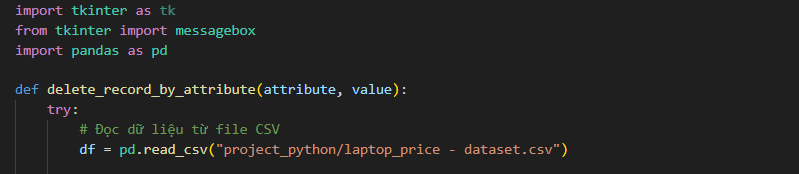 import tkinter as tk
from tkinter import messagebox
import pandas as pd
def delete_record_by_attribute(attribute, value):
try:
# Đọc dữ liệu từ file CSV
df = pd.read_csv("project_python/laptop_price - dataset.csv")